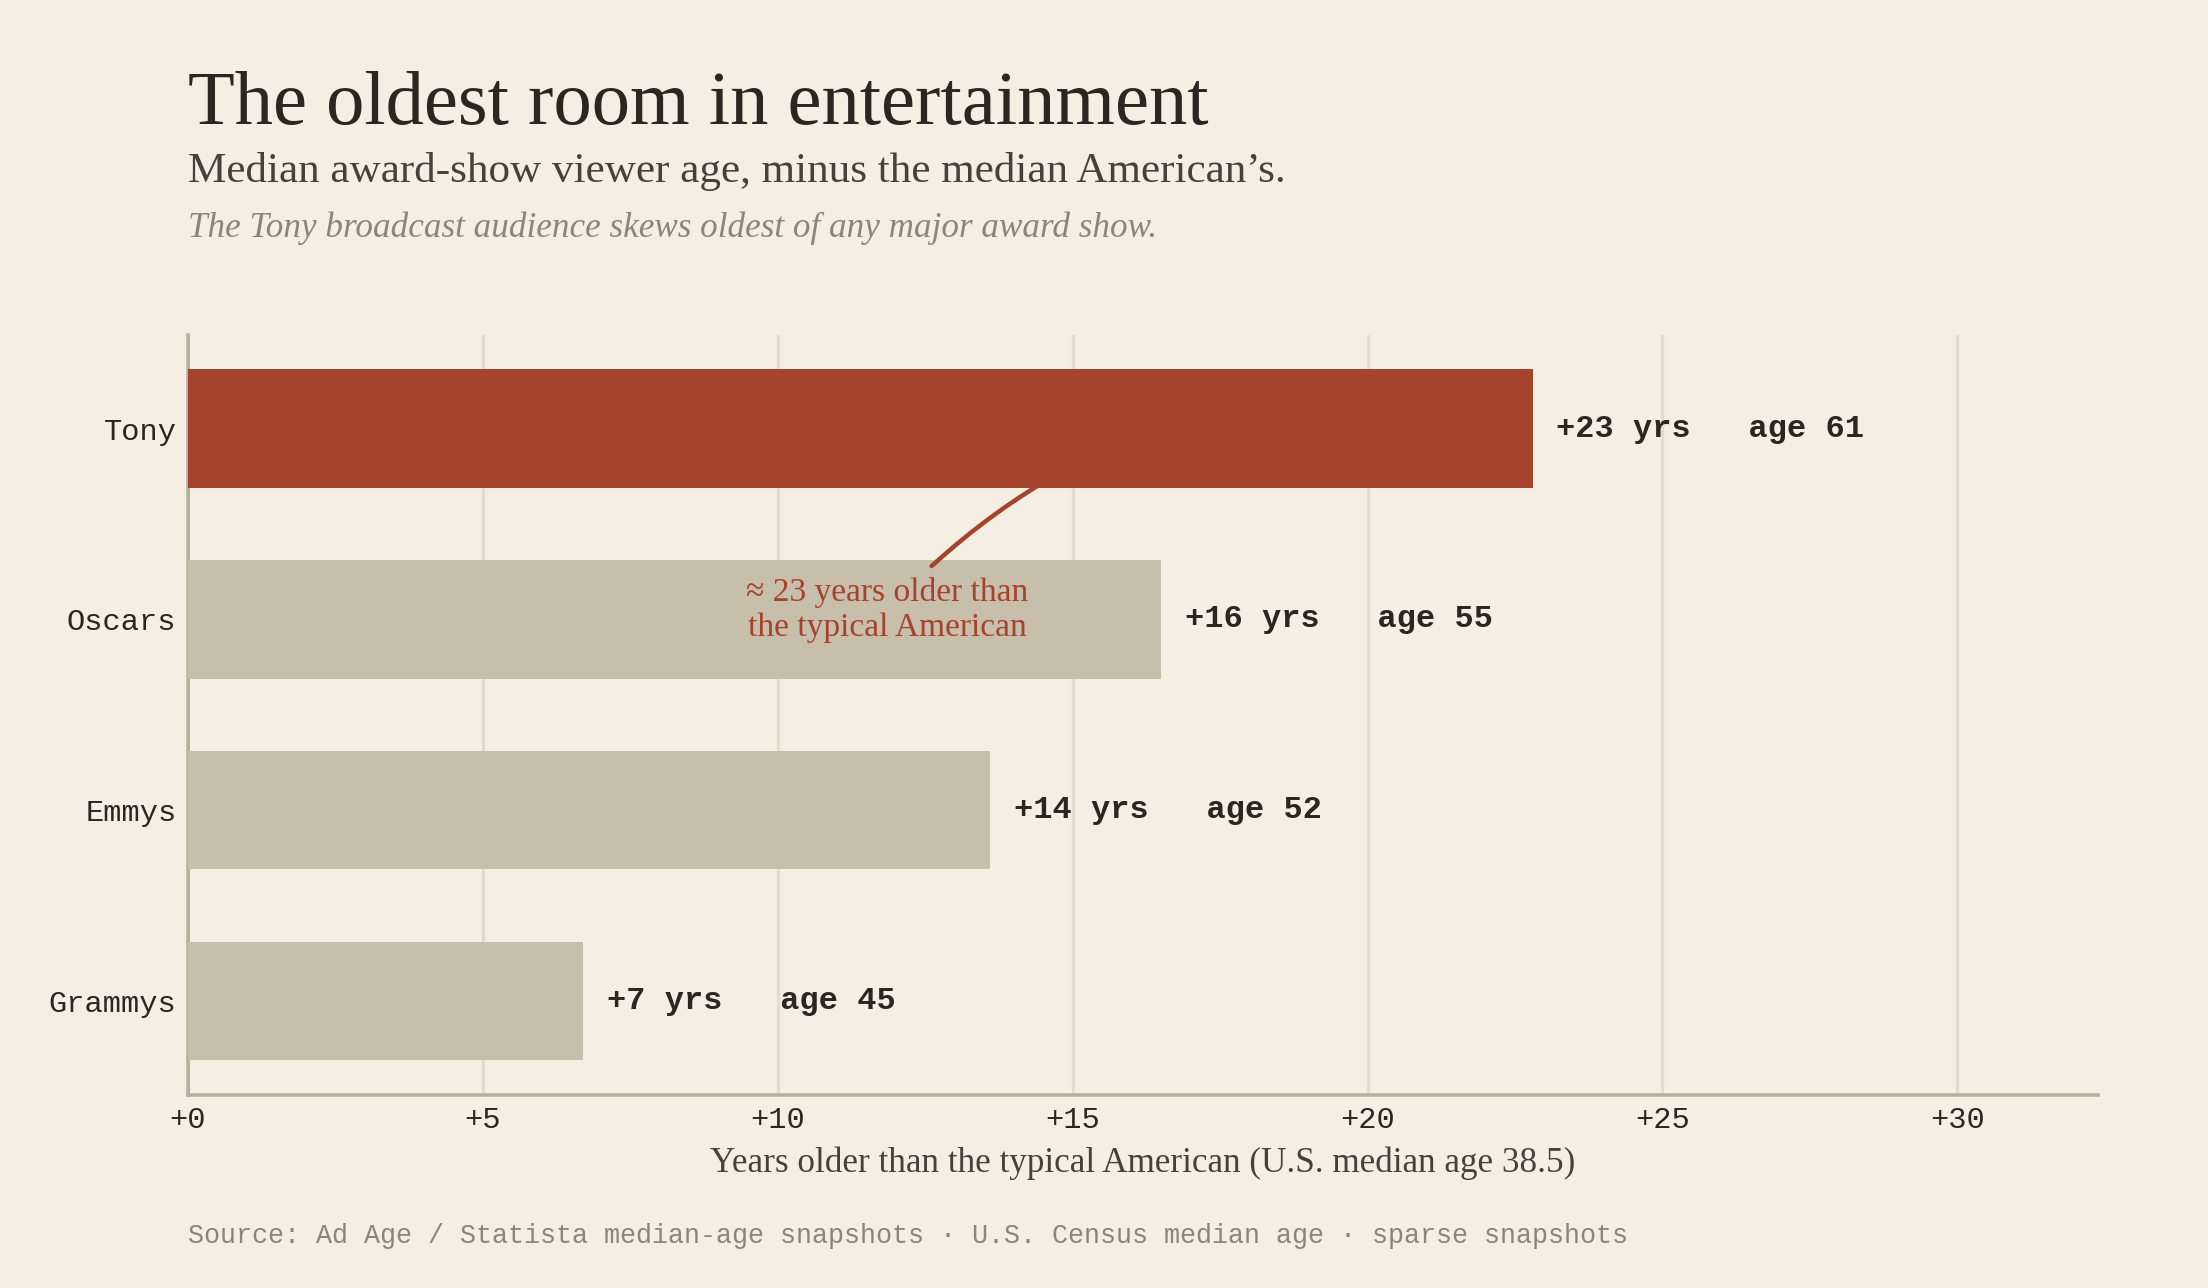 The oldest room in entertainment
Median award-show viewer age, minus the median American’s.
The Tony broadcast audience skews oldest of any major award show.
Tony
+23 yrs   age 61
≈ 23 years older than
the typical American
Oscars
+16 yrs   age 55
Emmys
+14 yrs   age 52
Grammys
+7 yrs   age 45
+0 +5 +10 +15 +20 +25 +30
Years older than the typical American (U.S. median age 38.5)
Source: Ad Age / Statista median-age snapshots · U.S. Census median age · sparse snapshots